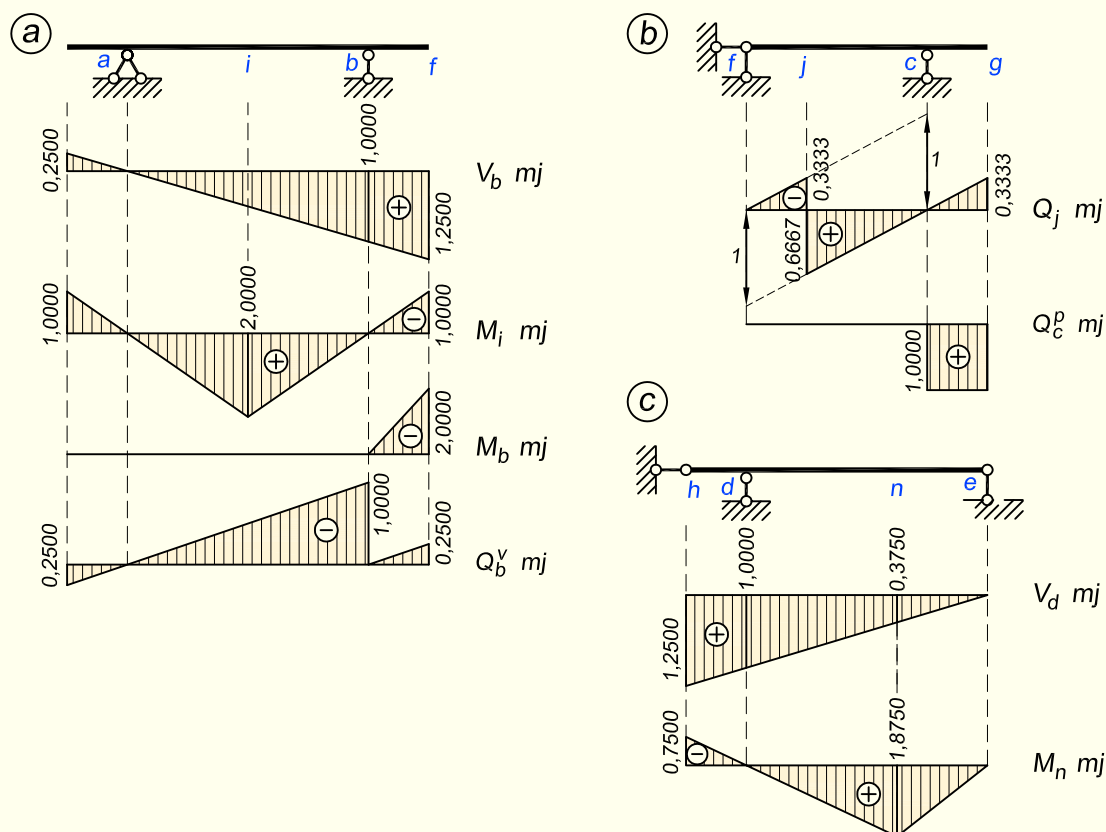 a
a
i
b
f
0,2500
1,0000
1,2500
V_b mj
1,0000
2,0000
1,0000
M_i mj
2,0000
M_b mj
0,2500
1,0000
0,2500
Q_b^v mj
b
f
j
c
g
0,3333
1
0,3333
Q_j mj
1
0,6667
1,0000
Q_c^p mj
c
h
d
n
e
1,0000
0,3750
1,2500
V_d mj
0,7500
1,8750
M_n mj